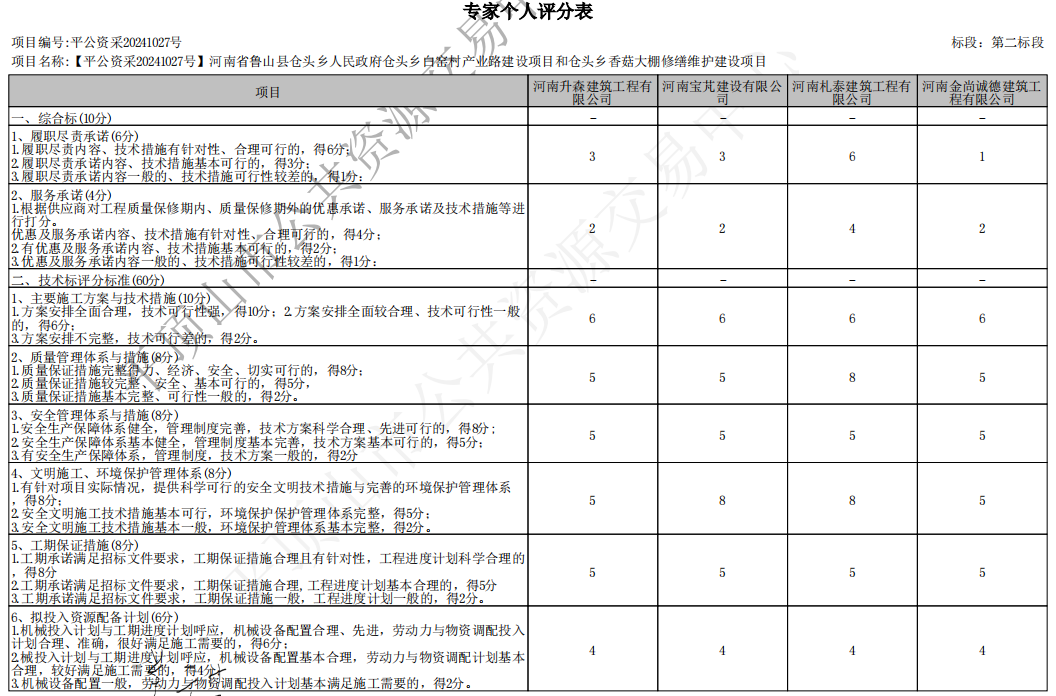 专家个人评分表
项目编号:平公资采20241027号
标段: 第二标段
项目名称:【平公资采20241027号】河南省鲁山县仓头乡人民政府仓头乡白窑村产业路建设项目和仓头乡香菇大棚修缮维护建设项目
项目 河南升森建筑工程有限公司 河南宝芃建设有限公司 河南札泰建筑工程有限公司 河南金尚诚德建筑工程有限公司
一、综合标(10分) - - - -
1、履职尽责承诺(6分)
1.履职尽责内容、技术措施有针对性、合理可行的,得6分;
2.履职尽责承诺内容、技术措施基本可行的,得3分;
3.履职尽责承诺内容一般的、技术措施可行性较差的,得1分;
3 3 6 1
2、服务承诺(4分)
1.根据供应商对工程质量保修期内、质量保修期外的优惠承诺、服务承诺及技术措施等进
行打分。
优惠及服务承诺内容、技术措施有针对性、合理可行的,得4分;
2.有优惠及服务承诺内容、技术措施基本可行的,得2分;
3.优惠及服务承诺内容一般的、技术措施可行性较差的,得1分;
2 2 4 2
二、技术标评分标准(60分) - - - -
1、主要施工方案与技术措施(10分)
1.方案安排全面合理,技术可行性强,得10分;2.方案安排全面较合理、技术可行性一般
的,得6分;
3.方案安排不完整,技术可行差的,得2分。
6 6 6 6
2、质量管理体系与措施(8分)
1.质量保证措施完整得力、经济、安全、切实可行的,得8分;
2.质量保证措施较完整、安全、基本可行的,得5分,
3.质量保证措施基本完整、可行性一般的,得2分。
5 5 8 5
3、安全管理体系与措施(8分)
1.安全生产保障体系健全,管理制度完善,技术方案科学合理、先进可行的,得8分;
2.安全生产保障体系基本健全,管理制度基本完善,技术方案基本可行的,得5分;
3.有安全生产保障体系,管理制度,技术方案一般的,得2分
5 5 5 5
4、文明施工、环境保护管理体系(8分)
1.有针对项目实际情况,提供科学可行的安全文明技术措施与完善的环境保护管理体系
,得8分;
2.安全文明施工技术措施基本可行,环境保护保护管理体系完整,得5分;
3.安全文明施工技术措施基本一般,环境保护管理体系基本完整,得2分。
5 8 8 5
5、工期保证措施(8分)
1.工期承诺满足招标文件要求,工期保证措施合理且有针对性,工程进度计划科学合理的
,得8分
2.工期承诺满足招标文件要求,工期保证措施合理,工程进度计划基本合理的,得5分
3.工期承诺满足招标文件要求,工期保证措施一般,工程进度计划一般的,得2分。
5 5 5 5
6、拟投入资源配备计划(6分)
1.机械投入计划与工期进度计划呼应,机械设备配置合理、先进,劳动力与物资调配投入
计划合理、准确,很好满足施工需要的,得6分;
2.械投入计划与工期进度计划呼应,机械设备配置基本合理,劳动力与物资调配计划基本
合理,较好满足施工需要的,得4分;
3.机械设备配置一般,劳动力与物资调配投入计划基本满足施工需要的,得2分。
4 4 4 4
平顶山市公共资源交易中
平顶山市公共资源交易中心